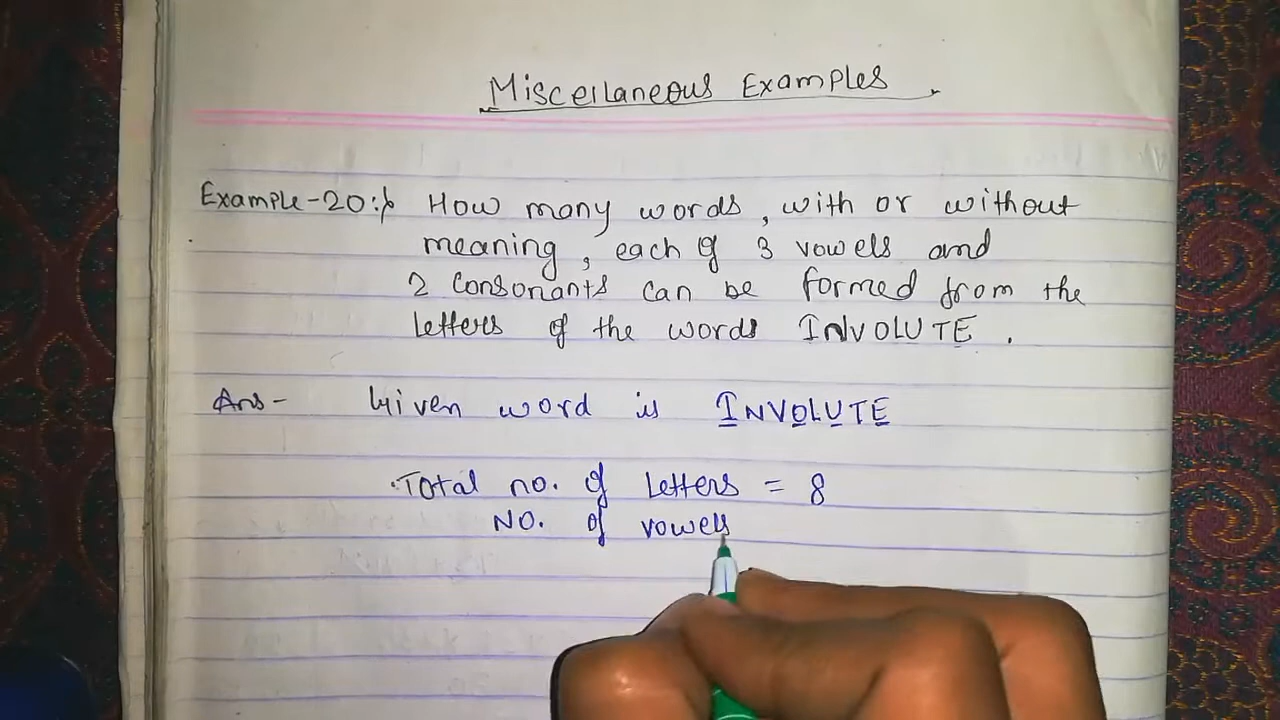 Miscellaneous Examples
Example-20:- How many words, with or without
meaning, each of 3 vowels and
2 Consonants can be formed from the
letters of the words INVOLUTE.
Ans - Given word is INVOLUTE
Total no. of letters = 8
No. of vowels